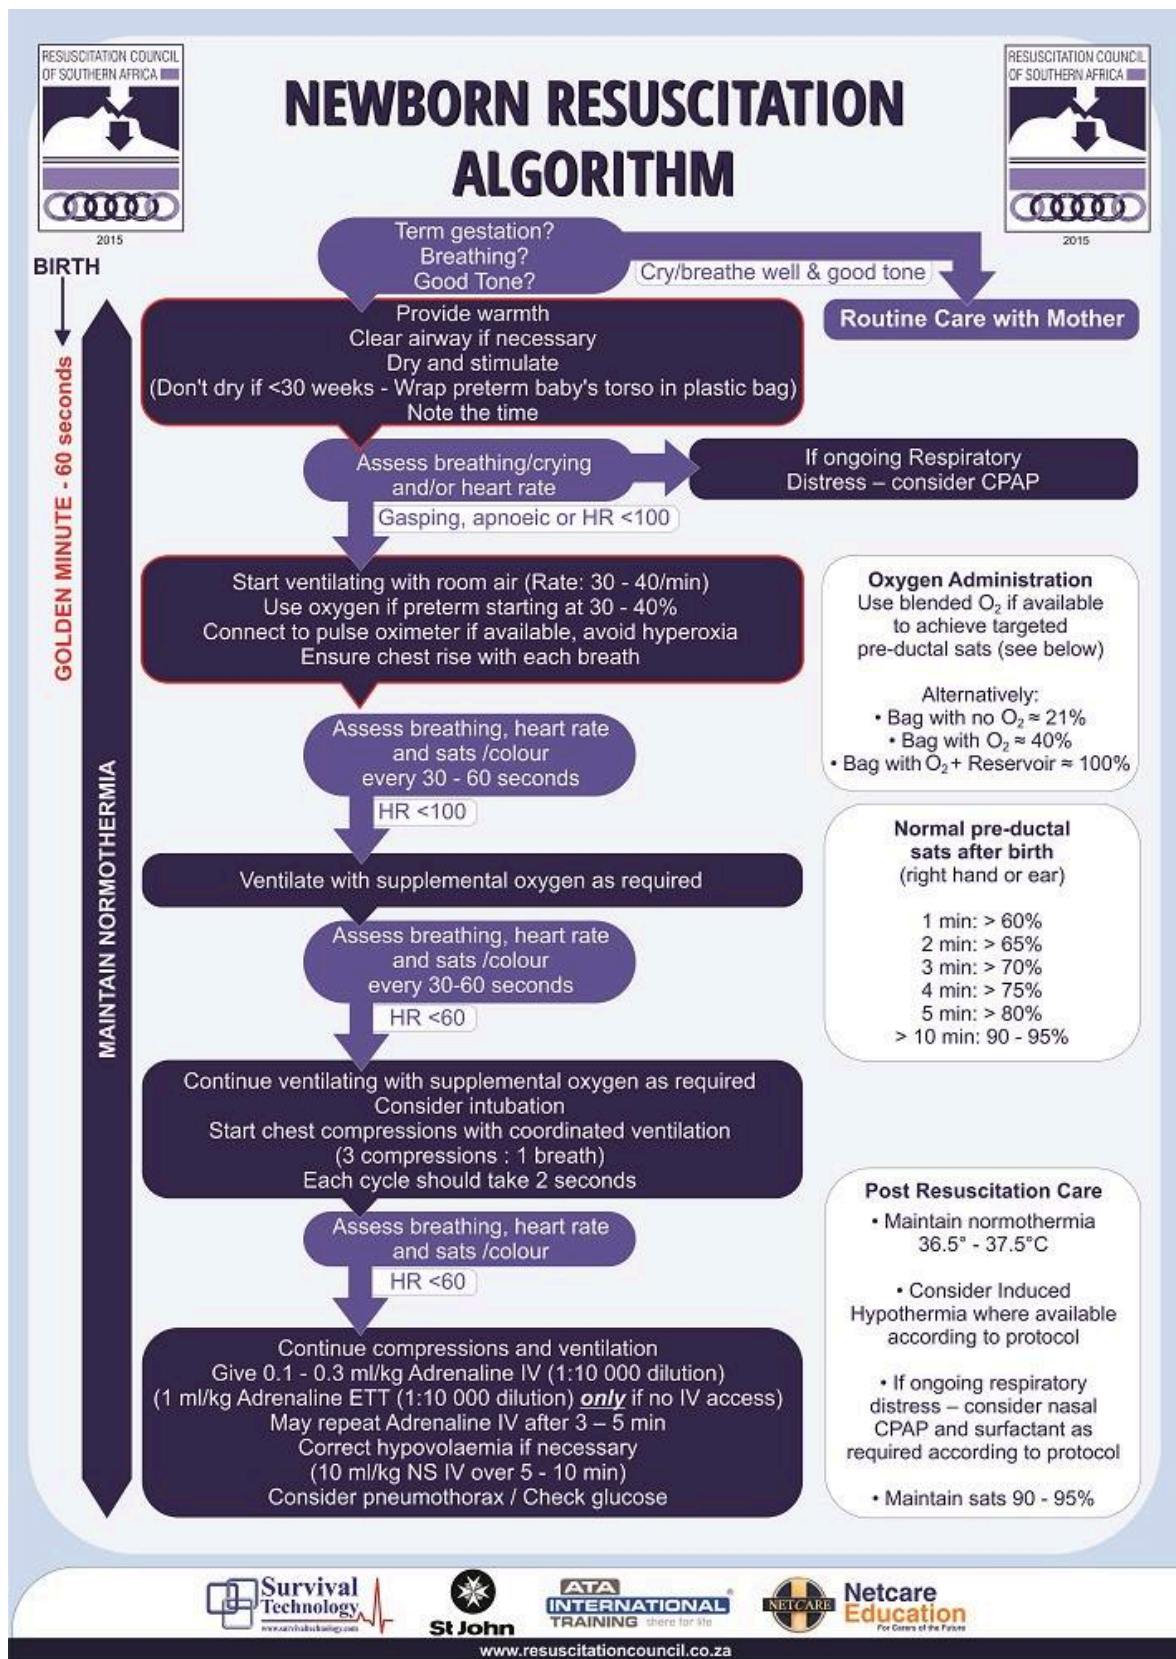 RESUSCITATION COUNCIL
OF SOUTHERN AFRICA
2015
RESUSCITATION COUNCIL
OF SOUTHERN AFRICA
2015
NEWBORN RESUSCITATION
ALGORITHM
BIRTH
GOLDEN MINUTE - 60 seconds
MAINTAIN NORMOTHERMIA
Term gestation?
Breathing?
Good Tone?
Cry/breathe well & good tone
Routine Care with Mother
Provide warmth
Clear airway if necessary
Dry and stimulate
(Don't dry if <30 weeks - Wrap preterm baby's torso in plastic bag)
Note the time
Assess breathing/crying
and/or heart rate
If ongoing Respiratory
Distress – consider CPAP
Gasping, apnoeic or HR <100
Start ventilating with room air (Rate: 30 - 40/min)
Use oxygen if preterm starting at 30 - 40%
Connect to pulse oximeter if available, avoid hyperoxia
Ensure chest rise with each breath
Assess breathing, heart rate
and sats /colour
every 30 - 60 seconds
HR <100
Ventilate with supplemental oxygen as required
Assess breathing, heart rate
and sats /colour
every 30-60 seconds
HR <60
Continue ventilating with supplemental oxygen as required
Consider intubation
Start chest compressions with coordinated ventilation
(3 compressions : 1 breath)
Each cycle should take 2 seconds
Assess breathing, heart rate
and sats /colour
HR <60
Continue compressions and ventilation
Give 0.1 - 0.3 ml/kg Adrenaline IV (1:10 000 dilution)
(1 ml/kg Adrenaline ETT (1:10 000 dilution) only if no IV access)
May repeat Adrenaline IV after 3 – 5 min
Correct hypovolaemia if necessary
(10 ml/kg NS IV over 5 - 10 min)
Consider pneumothorax / Check glucose
Oxygen Administration
Use blended O₂ if available
to achieve targeted
pre-ductal sats (see below)
Alternatively:
• Bag with no O₂ ≈ 21%
• Bag with O₂ ≈ 40%
• Bag with O₂ + Reservoir ≈ 100%
Normal pre-ductal
sats after birth
(right hand or ear)
1 min: > 60%
2 min: > 65%
3 min: > 70%
4 min: > 75%
5 min: > 80%
> 10 min: 90 - 95%
Post Resuscitation Care
• Maintain normothermia
36.5° - 37.5°C
• Consider Induced
Hypothermia where available
according to protocol
• If ongoing respiratory
distress – consider nasal
CPAP and surfactant as
required according to protocol
• Maintain sats 90 - 95%
Survival
Technology
www.survivaltechnology.com
St John
ATA
INTERNATIONAL
TRAINING there for life
NETCARE
Netcare
Education
For Carers of the Future
www.resuscitationcouncil.co.za